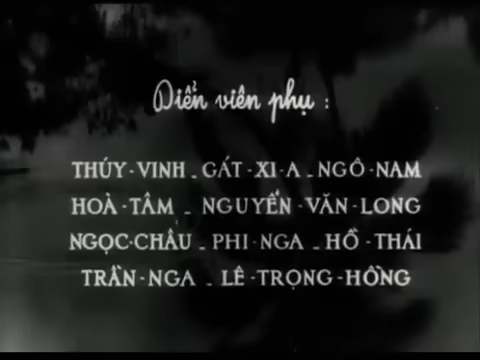 Diễn viên phụ :
THÚY-VINH - GÁT-XI-A - NGÔ-NAM
HOÀ-TÂM - NGUYỄN VĂN-LONG
NGỌC-CHÂU - PHI-NGA - HỒ-THÁI
TRẦN-NGA - LÊ-TRỌNG-HỒNG